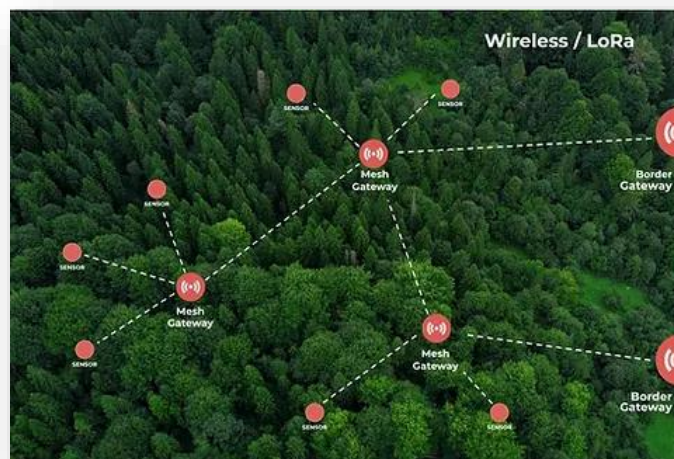 Wireless / LoRa
SENSOR
SENSOR
Mesh
Gateway
Border
Gateway
SENSOR
SENSOR
Mesh
Gateway
Mesh
Gateway
SENSOR
Border
Gateway
SENSOR
SENSOR